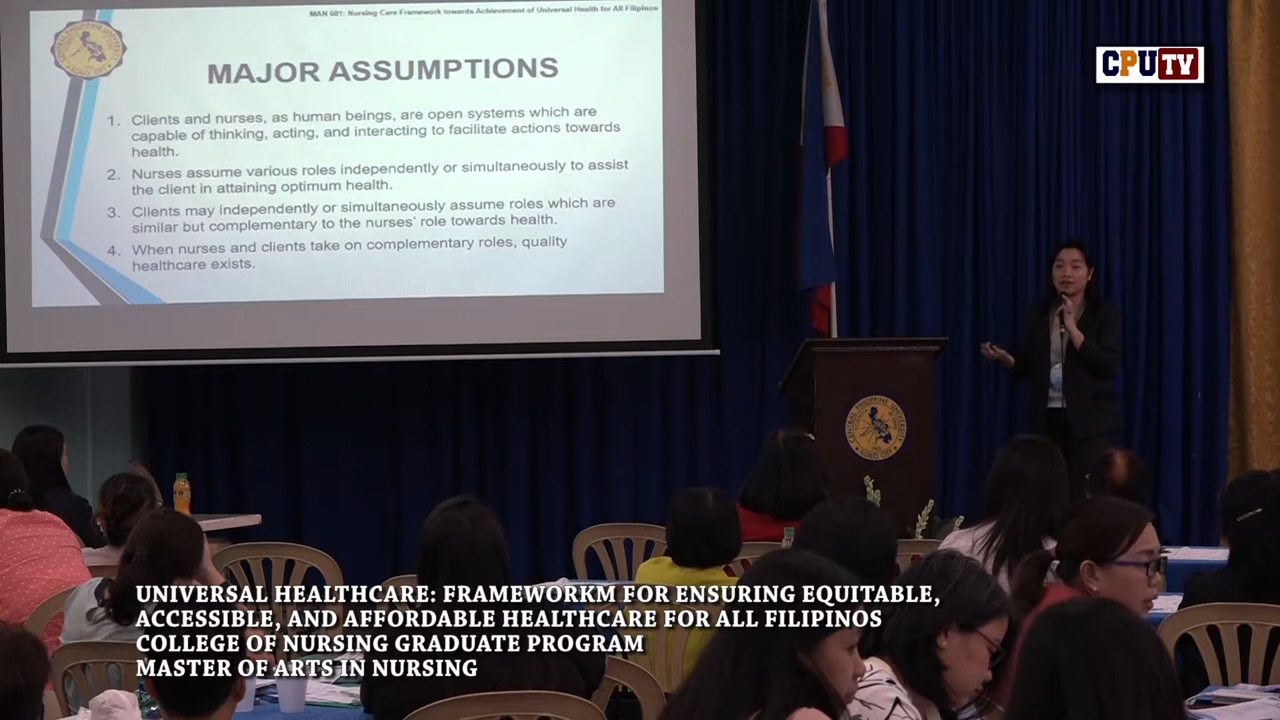 MAN 601: Nursing Care Framework towards Achievement of Universal Health for All Filipinos
MAJOR ASSUMPTIONS
1. Clients and nurses, as human beings, are open systems which are
capable of thinking, acting, and interacting to facilitate actions towards
health.
2. Nurses assume various roles independently or simultaneously to assist
the client in attaining optimum health.
3. Clients may independently or simultaneously assume roles which are
similar but complementary to the nurses' role towards health.
4. When nurses and clients take on complementary roles, quality
healthcare exists.
CPUTV
CENTRAL PHILIPPINE UNIVERSITY
ILOILO CITY
UNIVERSAL HEALTHCARE: FRAMEWORKM FOR ENSURING EQUITABLE,
ACCESSIBLE, AND AFFORDABLE HEALTHCARE FOR ALL FILIPINOS
COLLEGE OF NURSING GRADUATE PROGRAM
MASTER OF ARTS IN NURSING